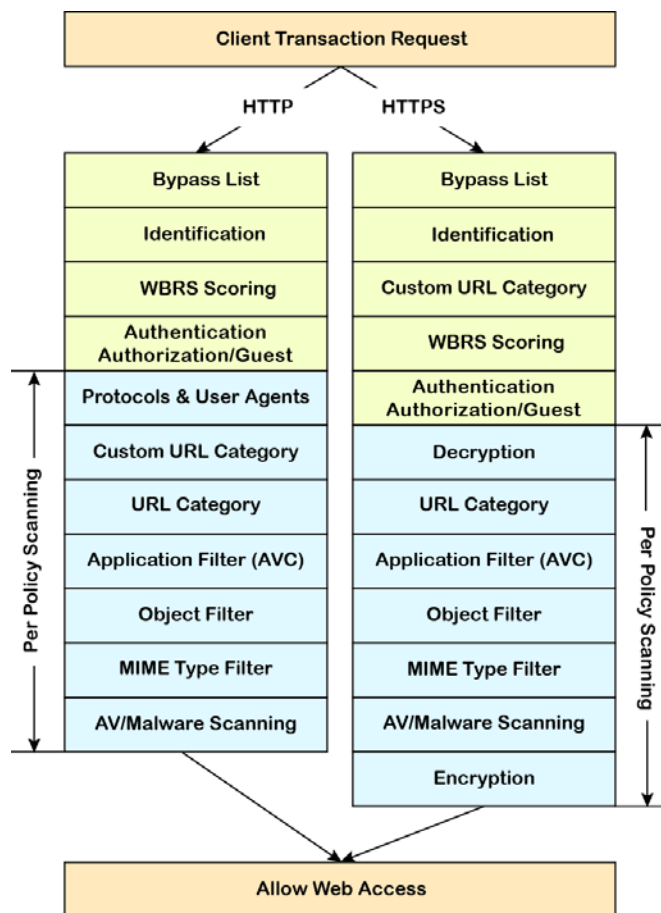 Client Transaction Request
HTTP
HTTPS
Bypass List
Identification
WBRS Scoring
Authentication
Authorization/Guest
Protocols & User Agents
Custom URL Category
URL Category
Application Filter (AVC)
Object Filter
MIME Type Filter
AV/Malware Scanning
Per Policy Scanning
Bypass List
Identification
Custom URL Category
WBRS Scoring
Authentication
Authorization/Guest
Decryption
URL Category
Application Filter (AVC)
Object Filter
MIME Type Filter
AV/Malware Scanning
Encryption
Per Policy Scanning
Allow Web Access